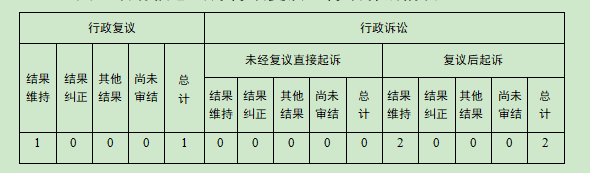 行政复议 行政诉讼
未经复议直接起诉 复议后起诉
结果维持 结果纠正 其他结果 尚未审结 总计 结果维持 结果纠正 其他结果 尚未审结 总计 结果维持 结果纠正 其他结果 尚未审结 总计
1 0 0 0 1 0 0 0 0 0 2 0 0 0 2